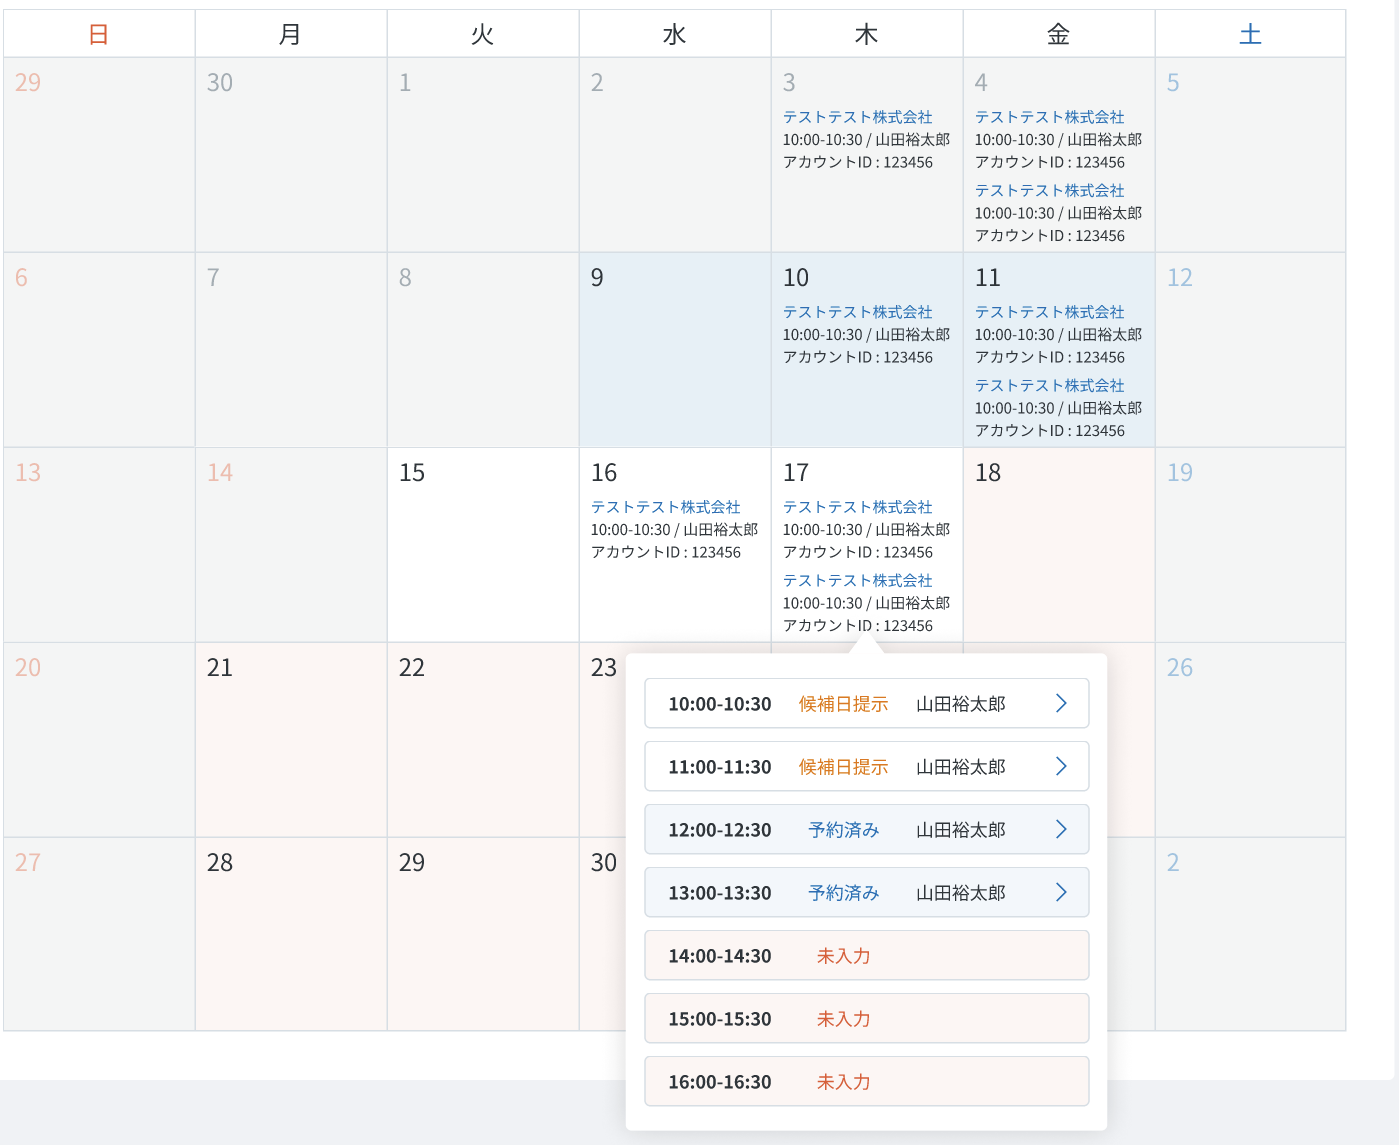 日 月 火 水 木 金 土
29 30 1 2 3 4 5
テストテスト株式会社
10:00-10:30 / 山田裕太郎
アカウントID : 123456
テストテスト株式会社
10:00-10:30 / 山田裕太郎
アカウントID : 123456
テストテスト株式会社
10:00-10:30 / 山田裕太郎
アカウントID : 123456
6 7 8 9 10 11 12
テストテスト株式会社
10:00-10:30 / 山田裕太郎
アカウントID : 123456
テストテスト株式会社
10:00-10:30 / 山田裕太郎
アカウントID : 123456
テストテスト株式会社
10:00-10:30 / 山田裕太郎
アカウントID : 123456
13 14 15 16 17 18 19
テストテスト株式会社
10:00-10:30 / 山田裕太郎
アカウントID : 123456
テストテスト株式会社
10:00-10:30 / 山田裕太郎
アカウントID : 123456
テストテスト株式会社
10:00-10:30 / 山田裕太郎
アカウントID : 123456
20 21 22 23 26
27 28 29 30 2
10:00-10:30 候補日提示 山田裕太郎
11:00-11:30 候補日提示 山田裕太郎
12:00-12:30 予約済み 山田裕太郎
13:00-13:30 予約済み 山田裕太郎
14:00-14:30 未入力
15:00-15:30 未入力
16:00-16:30 未入力